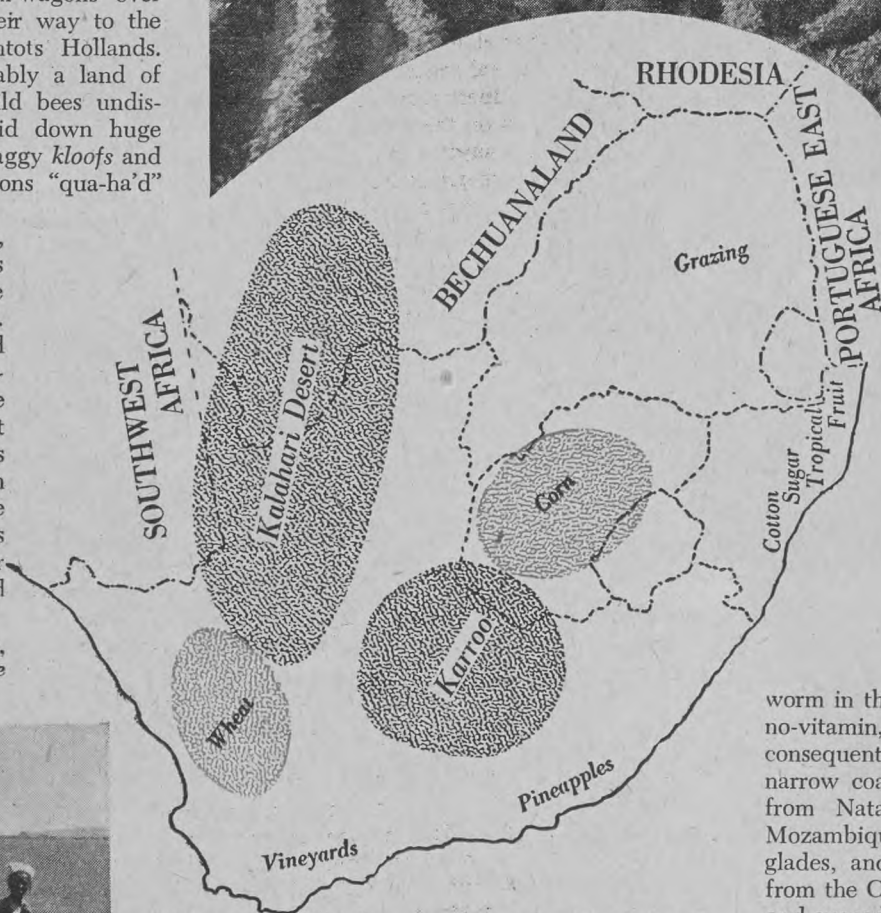 wagons over
eir way to the
ntots Hollands.
ably a land of
ld bees undis-
id down huge
aggy kloofs and
ons "qua-ha'd"
RHODESIA
BECHUANALAND
PORTUGUESE EAST
AFRICA
Grazing
SOUTHWEST
AFRICA
Kalahari Desert
Corn
Tropical
Fruit
Sugar
Cotton
Karroo
Wheat
Pineapples
Vineyards
worm in th
no-vitamin,
consequent
narrow coa
from Nata
Mozambiqu
glades, and
from the C